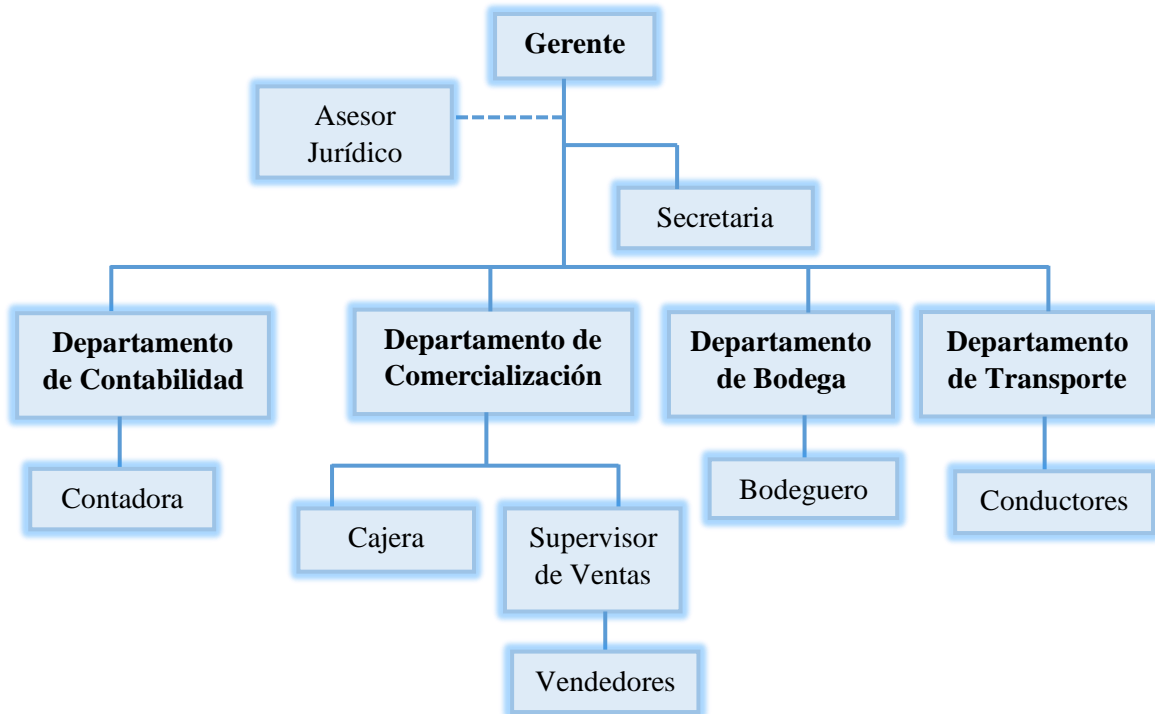 Gerente
Asesor
Jurídico
Secretaria
Departamento
de Contabilidad
Departamento de
Comercialización
Departamento
de Bodega
Departamento
de Transporte
Contadora
Cajera
Supervisor
de Ventas
Bodeguero
Conductores
Vendedores